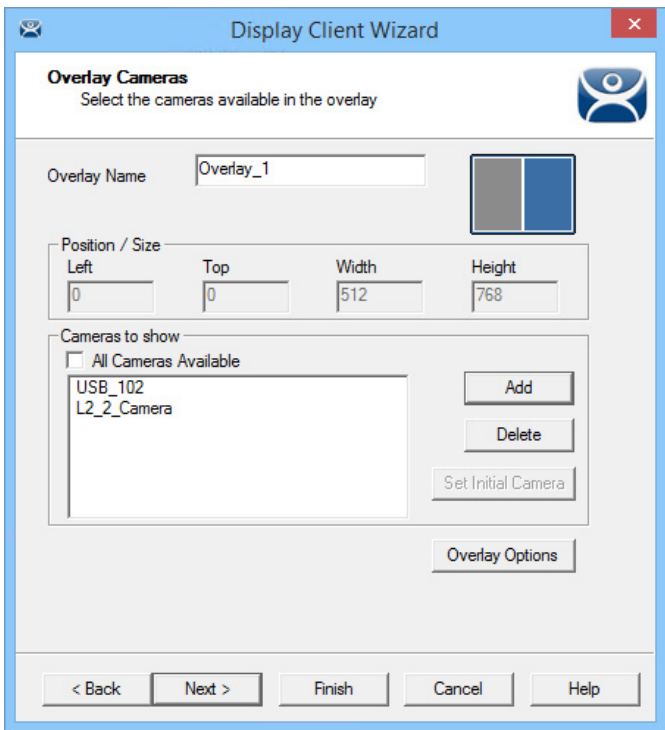 Display Client Wizard
Overlay Cameras
Select the cameras available in the overlay
Overlay Name Overlay_1
Position / Size
Left Top Width Height
0 0 512 768
Cameras to show
All Cameras Available
USB_102
L2_2_Camera
Add
Delete
Set Initial Camera
Overlay Options
< Back Next > Finish Cancel Help